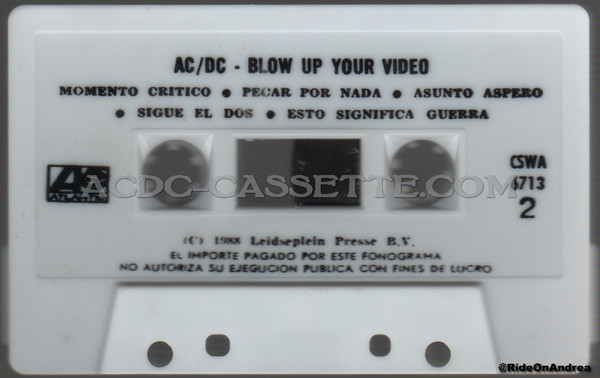 AC/DC - BLOW UP YOUR VIDEO
MOMENTO CRITICO • PECAR POR NADA • ASUNTO ASPERO
• SIGUE EL DOS • ESTO SIGNIFICA GUERRA
CSWA
6713
2
ATLANTIC
ACDC-CASSETTE.COM
(C) 1988 Leidseplein Presse B.V.
EL IMPORTE PAGADO POR ESTE FONOGRAMA
NO AUTORIZA SU EJEGUCION PUBLICA CON FINES DE LUCRO
@RideOnAndrea